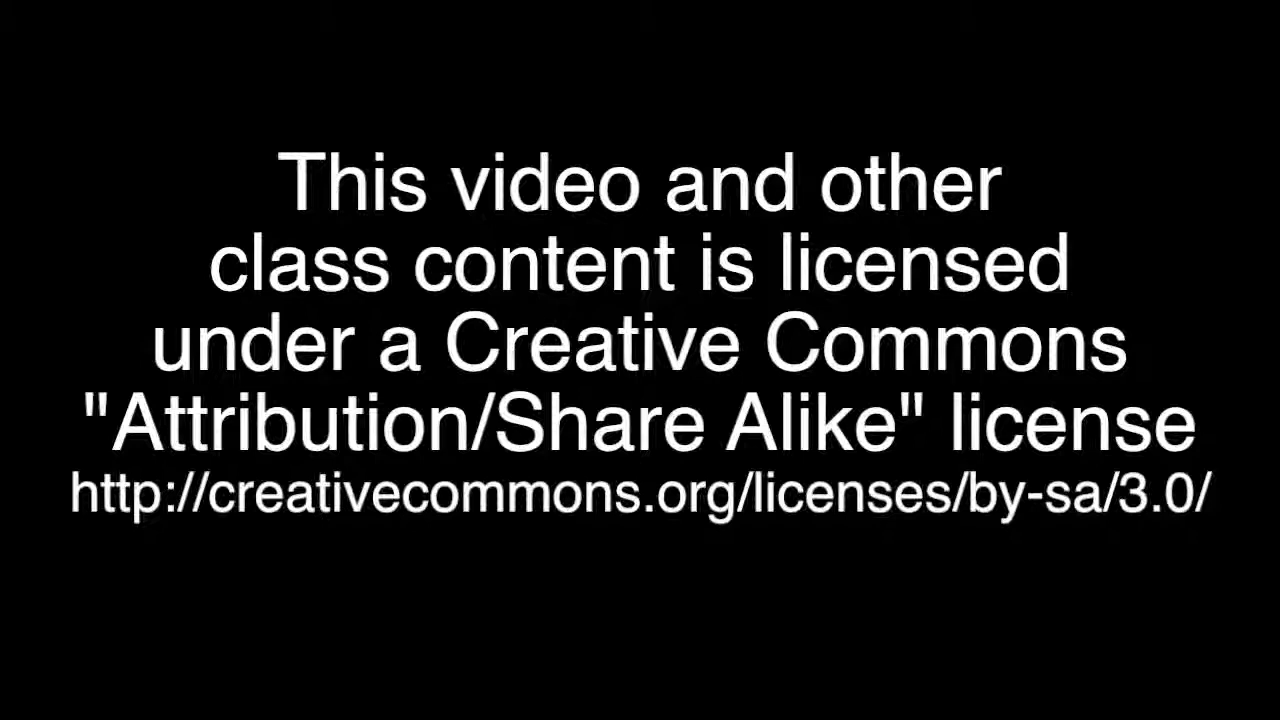 This video and other
class content is licensed
under a Creative Commons
"Attribution/Share Alike" license
http://creativecommons.org/licenses/by-sa/3.0/